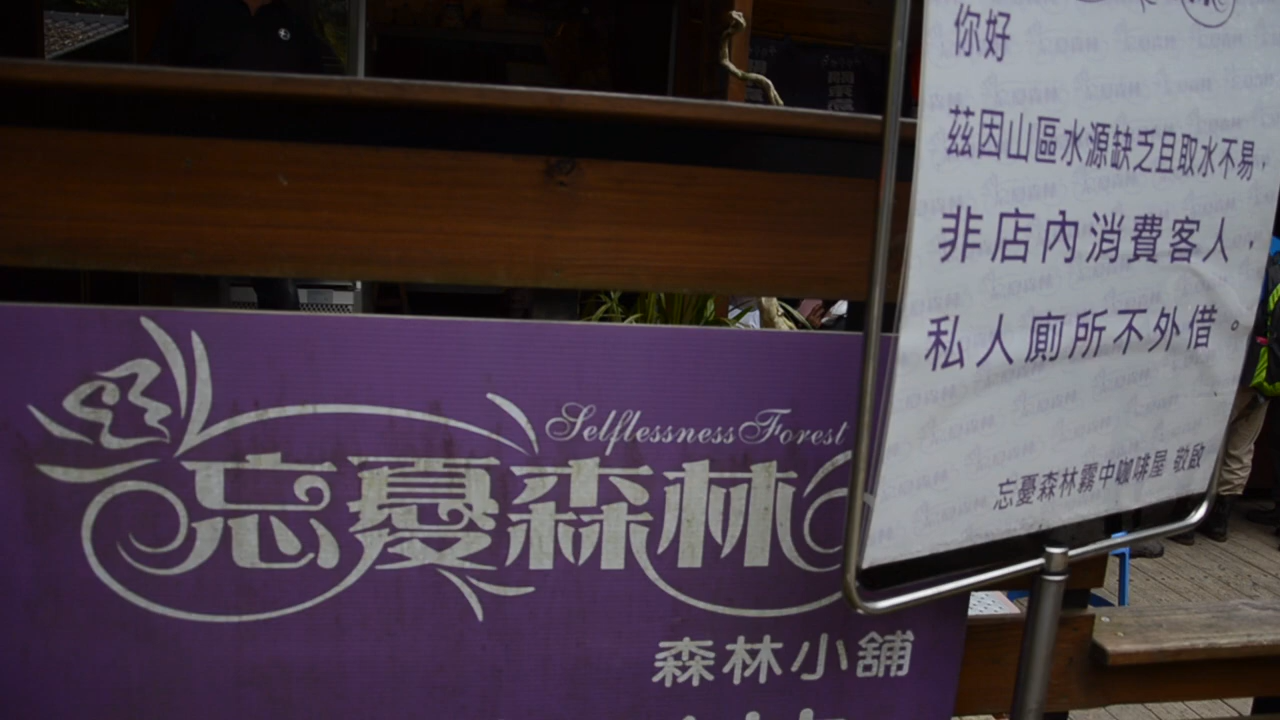 你好
茲因山區水源缺乏且取水不易,
非店內消費客人,
私人廁所不外借。
忘憂森林霧中咖啡屋 敬啟
Selflessness Forest
忘憂森林
森林小舖